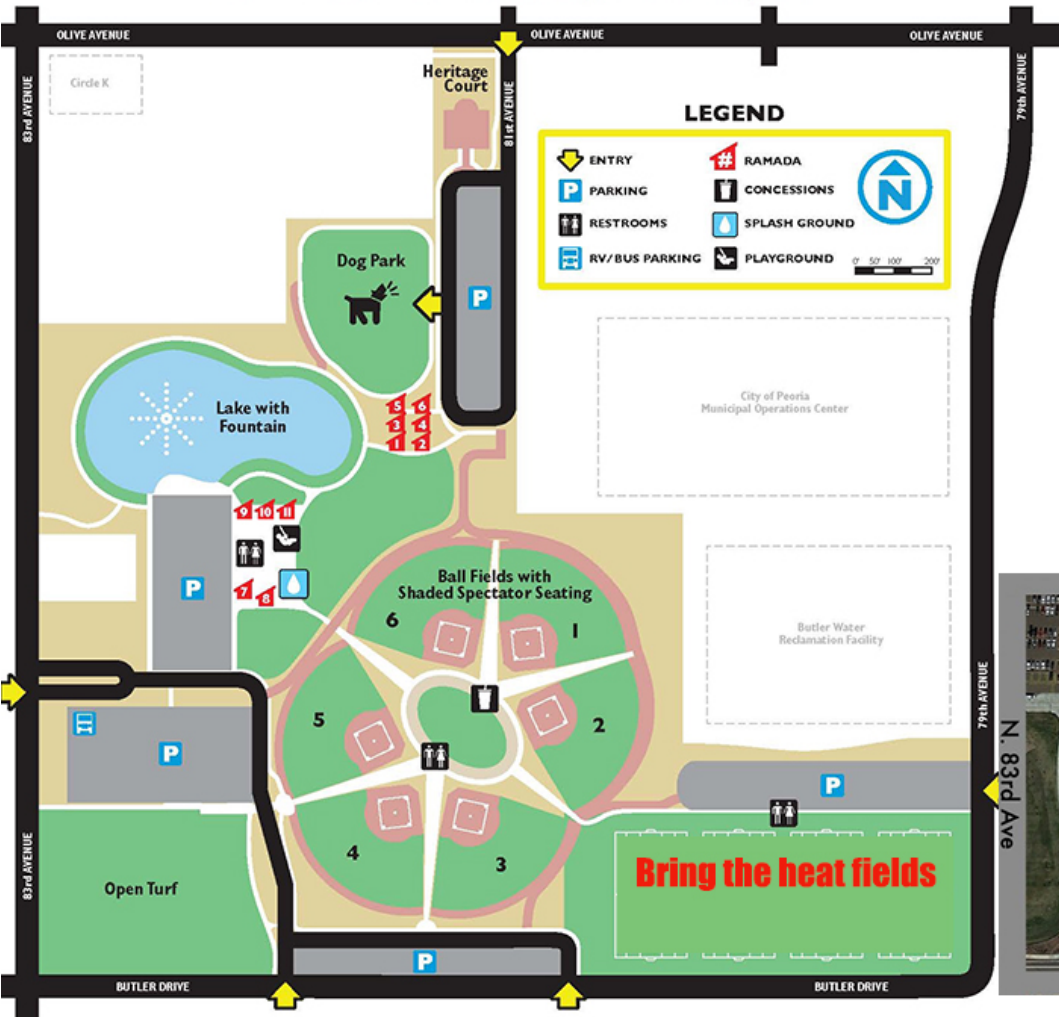 OLIVE AVENUE
OLIVE AVENUE
OLIVE AVENUE
Circle K
83rd AVENUE
Heritage
Court
81st AVENUE
79th AVENUE
LEGEND
ENTRY
P PARKING
RESTROOMS
RV/BUS PARKING
# RAMADA
CONCESSIONS
SPLASH GROUND
PLAYGROUND
N
0' 50' 100' 200'
Dog Park
P
Lake with
Fountain
5 6
3 4
1 2
City of Peoria
Municipal Operations Center
9 10 11
P
7 8
Ball Fields with
Shaded Spectator Seating
6
1
5
2
4
3
Butler Water
Reclamation Facility
79th AVENUE
N. 83rd Ave
P
P
Bring the heat fields
83rd AVENUE
Open Turf
P
BUTLER DRIVE
BUTLER DRIVE